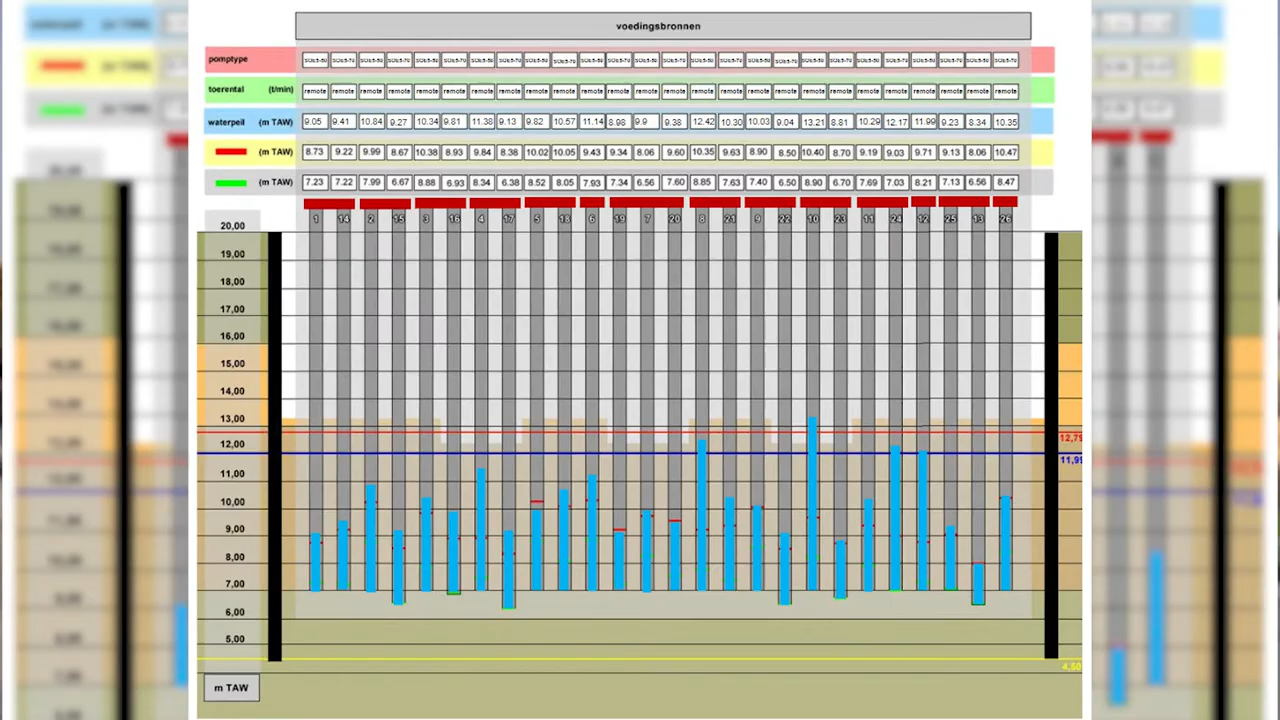 voedingsbronnen
pomptype
toerental (t/min) remote remote remote remote remote remote remote remote remote remote remote remote remote remote remote remote remote remote remote remote remote remote remote remote remote remote
waterpeil (m TAW) 9.05 9.41 10.84 9.27 10.34 9.81 11.38 9.13 9.82 10.57 11.14 8.98 9.9 9.38 12.42 10.30 10.03 9.04 13.21 8.81 10.29 12.17 11.99 9.23 8.34 10.35
(m TAW) 8.73 9.22 9.99 8.67 10.38 8.93 9.84 8.38 10.02 10.05 9.43 9.34 8.06 9.60 10.35 9.63 8.90 8.50 10.40 8.70 9.19 9.03 9.71 9.13 8.06 10.47
(m TAW) 7.23 7.22 7.99 6.67 8.88 6.93 8.34 6.38 8.52 8.05 7.93 7.34 6.56 7.60 8.85 7.63 7.40 6.50 8.90 6.70 7.69 7.03 8.21 7.13 6.56 8.47
1 14 2 15 3 16 4 17 5 18 6 19 7 20 8 21 9 22 10 23 11 24 12 25 13 26
20,00
19,00
18,00
17,00
16,00
15,00
14,00
13,00
12,79
12,00
11,99
11,00
10,00
9,00
8,00
7,00
6,00
5,00
4,50
m TAW